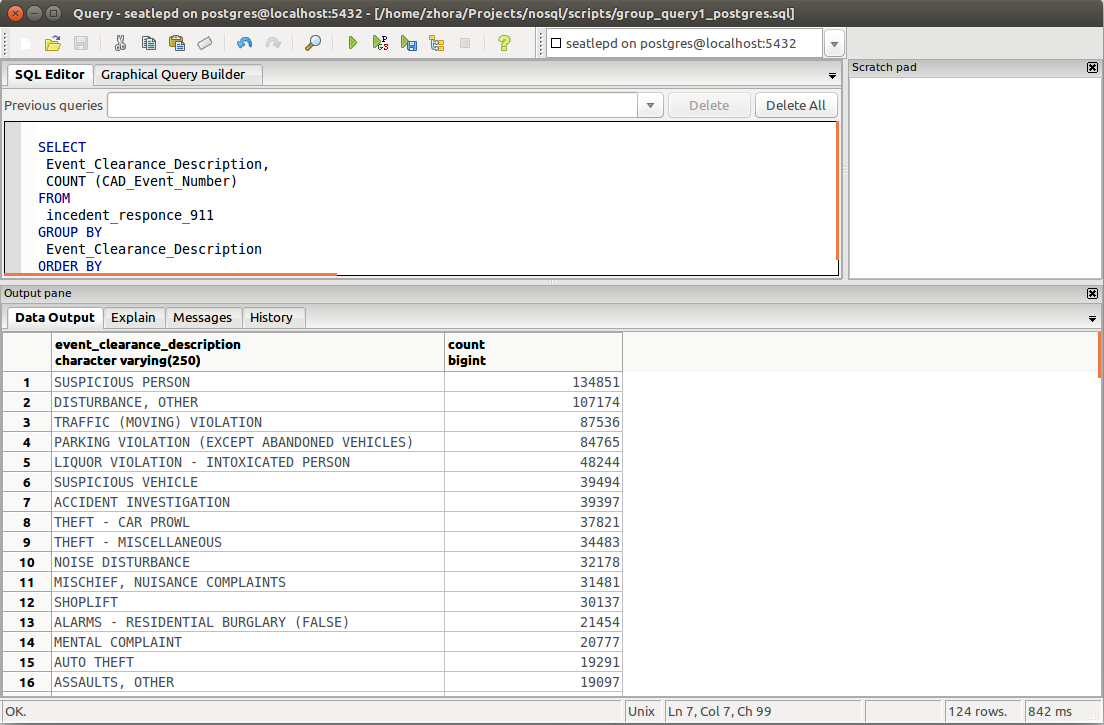 Query - seatlepd on postgres@localhost:5432 - [/home/zhora/Projects/nosql/scripts/group_query1_postgres.sql]
seatlepd on postgres@localhost:5432
SQL Editor
Graphical Query Builder
Scratch pad
Previous queries
Delete
Delete All
SELECT
Event_Clearance_Description,
COUNT (CAD_Event_Number)
FROM
incedent_responce_911
GROUP BY
Event_Clearance_Description
ORDER BY
Output pane
Data Output
Explain
Messages
History
event_clearance_description count
character varying(250) bigint
1 SUSPICIOUS PERSON 134851
2 DISTURBANCE, OTHER 107174
3 TRAFFIC (MOVING) VIOLATION 87536
4 PARKING VIOLATION (EXCEPT ABANDONED VEHICLES) 84765
5 LIQUOR VIOLATION - INTOXICATED PERSON 48244
6 SUSPICIOUS VEHICLE 39494
7 ACCIDENT INVESTIGATION 39397
8 THEFT - CAR PROWL 37821
9 THEFT - MISCELLANEOUS 34483
10 NOISE DISTURBANCE 32178
11 MISCHIEF, NUISANCE COMPLAINTS 31481
12 SHOPLIFT 30137
13 ALARMS - RESIDENTIAL BURGLARY (FALSE) 21454
14 MENTAL COMPLAINT 20777
15 AUTO THEFT 19291
16 ASSAULTS, OTHER 19097
OK.
Unix
Ln 7, Col 7, Ch 99
124 rows.
842 ms